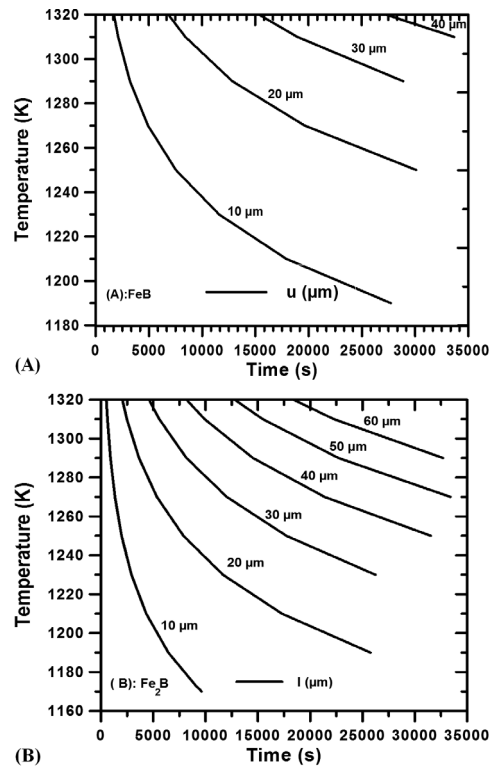 (A)
Temperature (K)
1320
1300
1280
1260
1240
1220
1200
1180
40 µm
30 µm
20 µm
10 µm
(A):FeB
u (µm)
0 5000 10000 15000 20000 25000 30000 35000
Time (s)
(B)
Temperature (K)
1320
1300
1280
1260
1240
1220
1200
1180
1160
60 µm
50 µm
40 µm
30 µm
20 µm
10 µm
( B): Fe₂B
l (µm)
0 5000 10000 15000 20000 25000 30000 35000
Time (s)